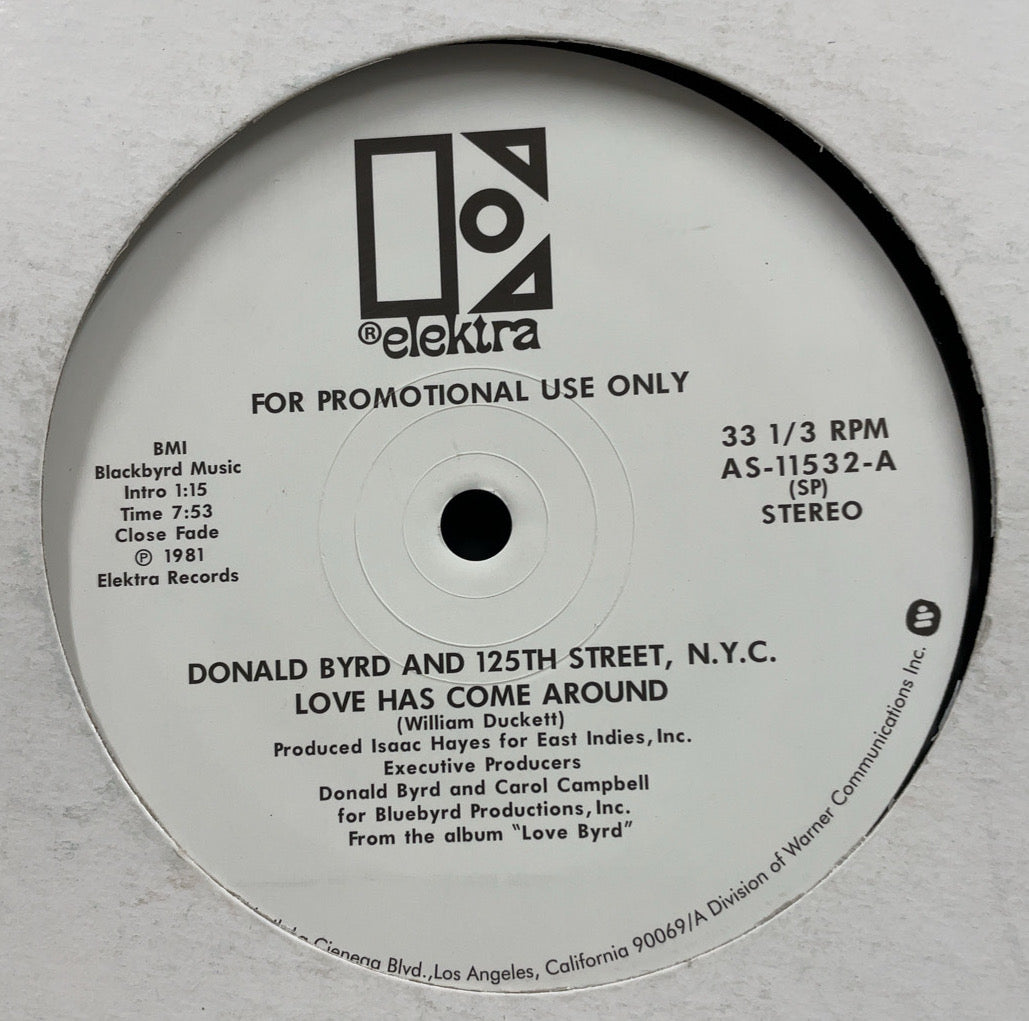 ® elektra
FOR PROMOTIONAL USE ONLY
BMI
Blackbyrd Music
Intro 1:15
Time 7:53
Close Fade
℗ 1981
Elektra Records
33 1/3 RPM
AS-11532-A
(SP)
STEREO
DONALD BYRD AND 125TH STREET, N.Y.C.
LOVE HAS COME AROUND
(William Duckett)
Produced Isaac Hayes for East Indies, Inc.
Executive Producers
Donald Byrd and Carol Campbell
for Bluebyrd Productions, Inc.
From the album "Love Byrd"
Cienega Blvd., Los Angeles, California 90069/A Division of Warner Communications Inc.